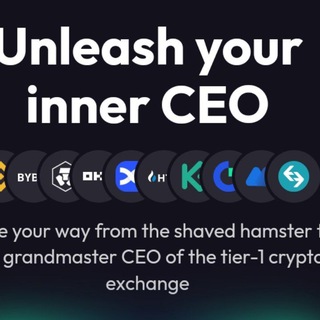 Unleash your
inner CEO
BYB
OK
H
e your way from the shaved hamster t
grandmaster CEO of the tier-1 crypto
exchange